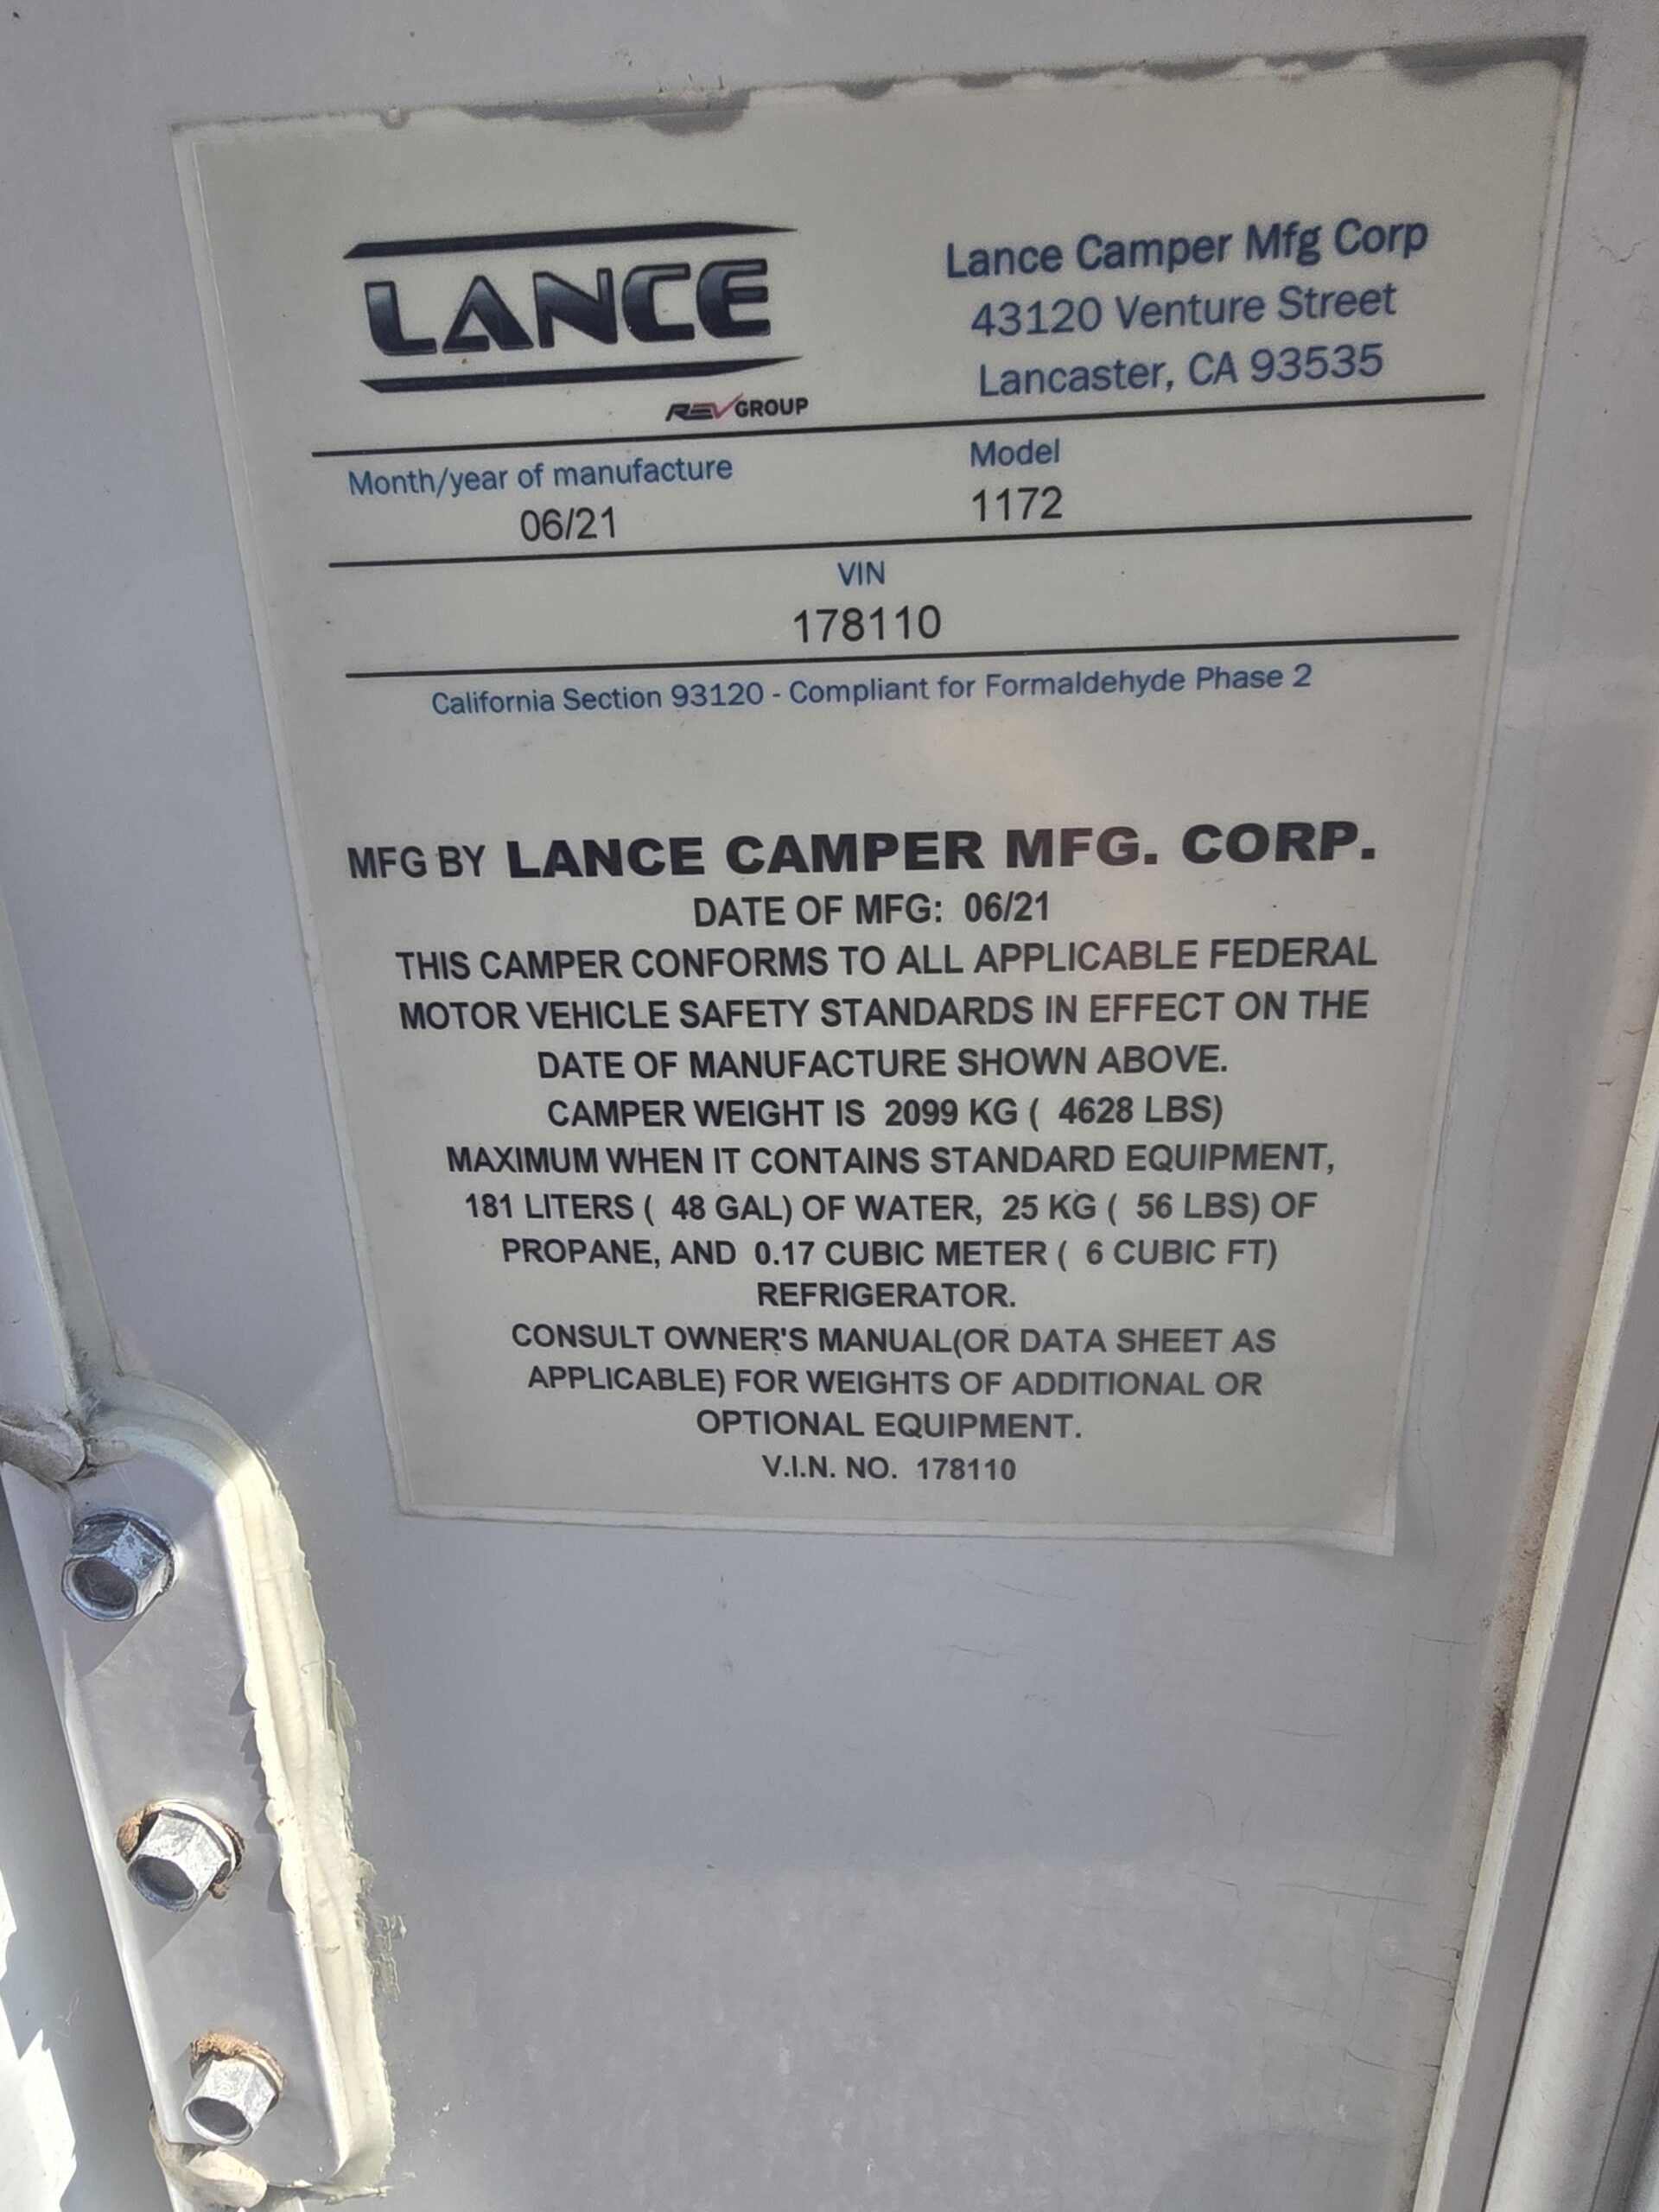 LANCE
REV GROUP
Lance Camper Mfg Corp
43120 Venture Street
Lancaster, CA 93535
Month/year of manufacture
06/21
Model
1172
VIN
178110
California Section 93120 - Compliant for Formaldehyde Phase 2
MFG BY LANCE CAMPER MFG. CORP.
DATE OF MFG: 06/21
THIS CAMPER CONFORMS TO ALL APPLICABLE FEDERAL
MOTOR VEHICLE SAFETY STANDARDS IN EFFECT ON THE
DATE OF MANUFACTURE SHOWN ABOVE.
CAMPER WEIGHT IS 2099 KG ( 4628 LBS)
MAXIMUM WHEN IT CONTAINS STANDARD EQUIPMENT,
181 LITERS ( 48 GAL) OF WATER, 25 KG ( 56 LBS) OF
PROPANE, AND 0.17 CUBIC METER ( 6 CUBIC FT)
REFRIGERATOR.
CONSULT OWNER'S MANUAL(OR DATA SHEET AS
APPLICABLE) FOR WEIGHTS OF ADDITIONAL OR
OPTIONAL EQUIPMENT.
V.I.N. NO. 178110